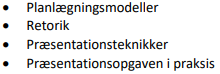 • Planlægningsmodeller
• Retorik
• Præsentationsteknikker
• Præsentationsopgaven i praksis